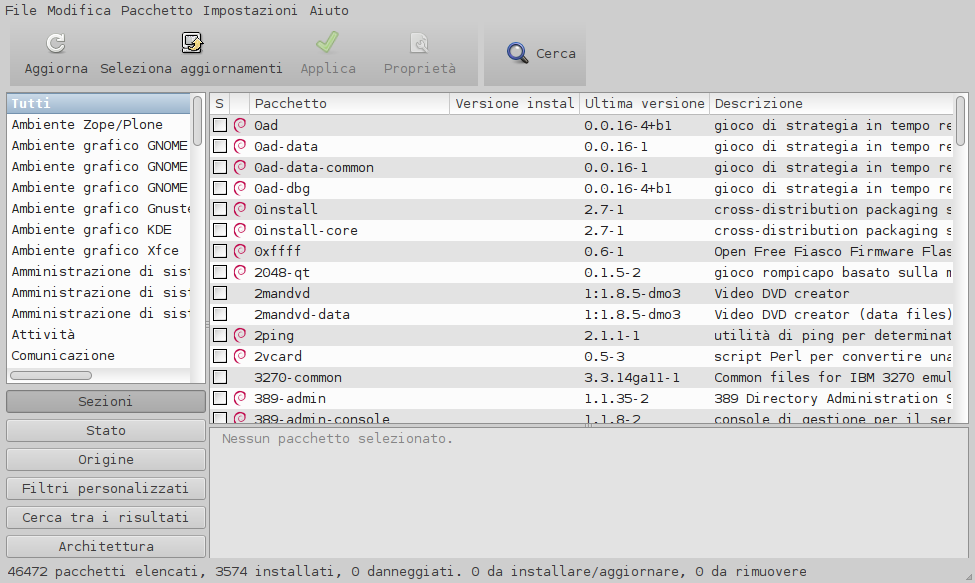 File Modifica Pacchetto Impostazioni Aiuto
Aggiorna Seleziona aggiornamenti Applica Proprietà Cerca
Tutti
Ambiente Zope/Plone
Ambiente grafico GNOME
Ambiente grafico GNOME
Ambiente grafico GNOME
Ambiente grafico Gnuste
Ambiente grafico KDE
Ambiente grafico Xfce
Amministrazione di sis
Amministrazione di sis
Amministrazione di sis
Attività
Comunicazione
Sezioni
Stato
Origine
Filtri personalizzati
Cerca tra i risultati
Architettura
S Pacchetto Versione instal Ultima versione Descrizione
0ad 0.0.16-4+b1 gioco di strategia in tempo re
0ad-data 0.0.16-1 gioco di strategia in tempo re
0ad-data-common 0.0.16-1 gioco di strategia in tempo re
0ad-dbg 0.0.16-4+b1 gioco di strategia in tempo re
0install 2.7-1 cross-distribution packaging s
0install-core 2.7-1 cross-distribution packaging s
0xffff 0.6-1 Open Free Fiasco Firmware Flas
2048-qt 0.1.5-2 gioco rompicapo basato sulla m
2mandvd 1:1.8.5-dmo3 Video DVD creator
2mandvd-data 1:1.8.5-dmo3 Video DVD creator (data files)
2ping 2.1.1-1 utilità di ping per determinat
2vcard 0.5-3 script Perl per convertire una
3270-common 3.3.14ga11-1 Common files for IBM 3270 emul
389-admin 1.1.35-2 389 Directory Administration S
389-admin-console 1.1.8-2 console di gestione per il ser
Nessun pacchetto selezionato.
46472 pacchetti elencati, 3574 installati, 0 danneggiati. 0 da installare/aggiornare, 0 da rimuovere